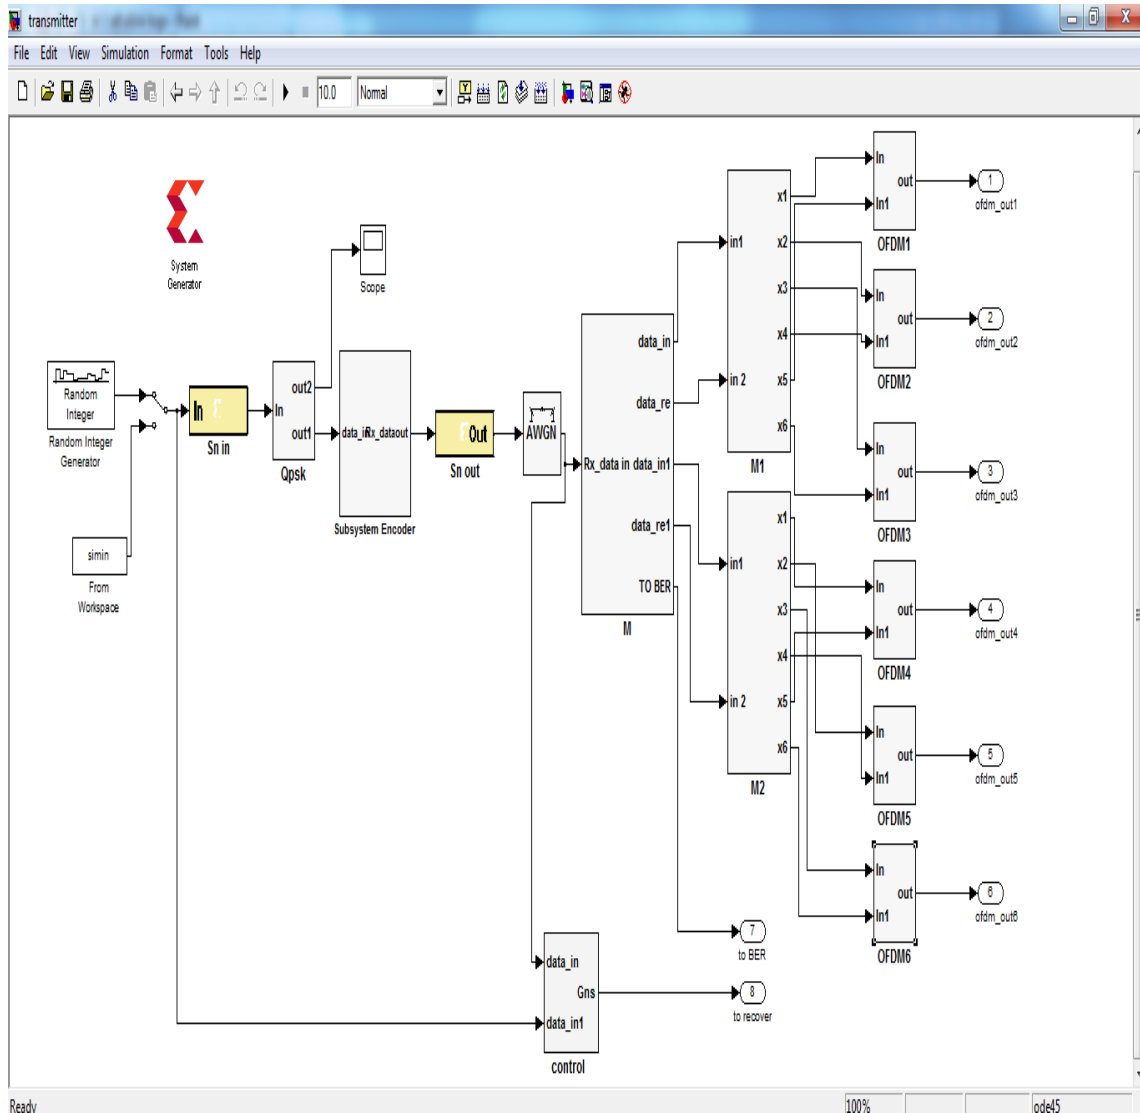 transmitter
File Edit View Simulation Format Tools Help
10.0 Normal
System
Generator
Scope
Random
Integer
Random Integer
Generator
In
Sn in
In
out2
out1
Qpsk
data_in
Rx_dataout
Subsystem Encoder
Out
Sn out
AWGN
simin
From
Workspace
Rx_data in
data_in
data_re
data_in1
data_re1
TO BER
M
in1
in 2
x1
x2
x3
x4
x5
x6
M1
in1
in 2
x1
x2
x3
x4
x5
x6
M2
In
In1
out
OFDM1
1
ofdm_out1
In
In1
out
OFDM2
2
ofdm_out2
In
In1
out
OFDM3
3
ofdm_out3
In
In1
out
OFDM4
4
ofdm_out4
In
In1
out
OFDM5
5
ofdm_out5
In
In1
out
OFDM6
6
ofdm_out6
7
to BER
8
to recover
data_in
Gns
data_in1
control
Ready 100% ode45